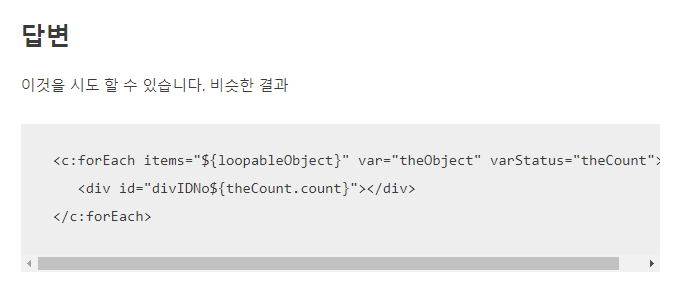 답변
이것을 시도 할 수 있습니다. 비슷한 결과
<c:forEach items="${loopableObject}" var="theObject" varStatus="theCount">
<div id="divIDNo${theCount.count}"></div>
</c:forEach>